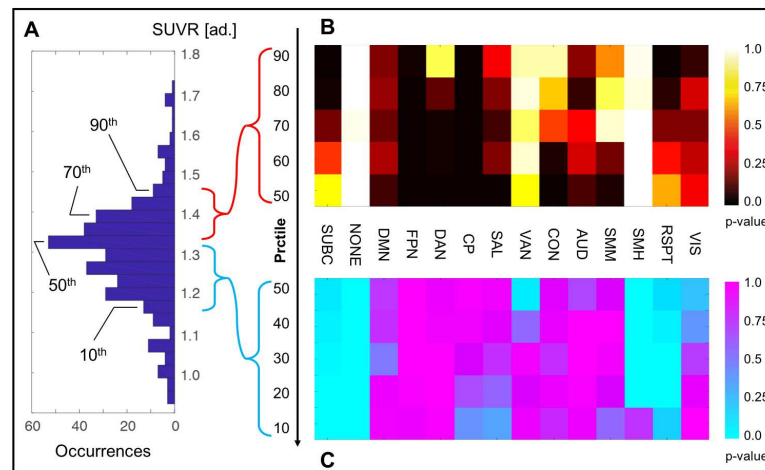 A
SUVR [ad.]
1.8
1.7
1.6
1.5
1.4
1.3
1.2
1.1
1.0
90th
70th
50th
10th
60 40 20 0
Occurrences
90
80
70
60
50
Prctile
50
40
30
20
10
B
1.0
0.75
0.50
0.25
0.0
p-value
SUBC NONE DMN FPN DAN CP SAL VAN CON AUD SMM SMH RSPT VIS
1.0
0.75
0.50
0.25
0.0
p-value
C